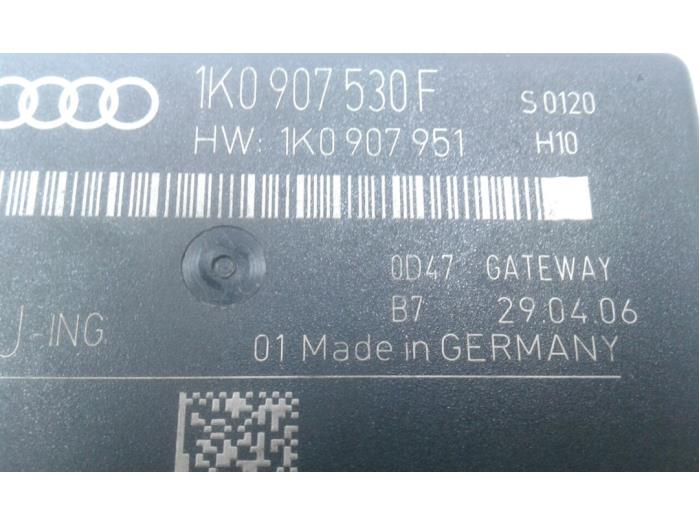 1K0 907 530 F S 0120
HW: 1K0 907 951 H10
0D47 GATEWAY
B7 29.04.06
J-ING
01 Made in GERMANY